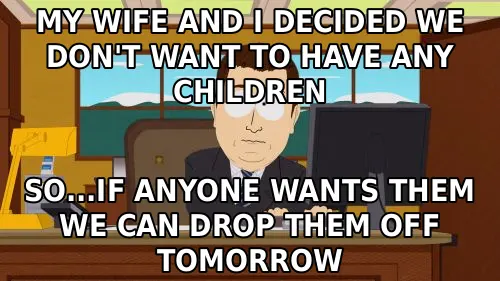 MY WIFE AND I DECIDED WE
DON'T WANT TO HAVE ANY
CHILDREN
SO...IF ANYONE WANTS THEM
WE CAN DROP THEM OFF
TOMORROW